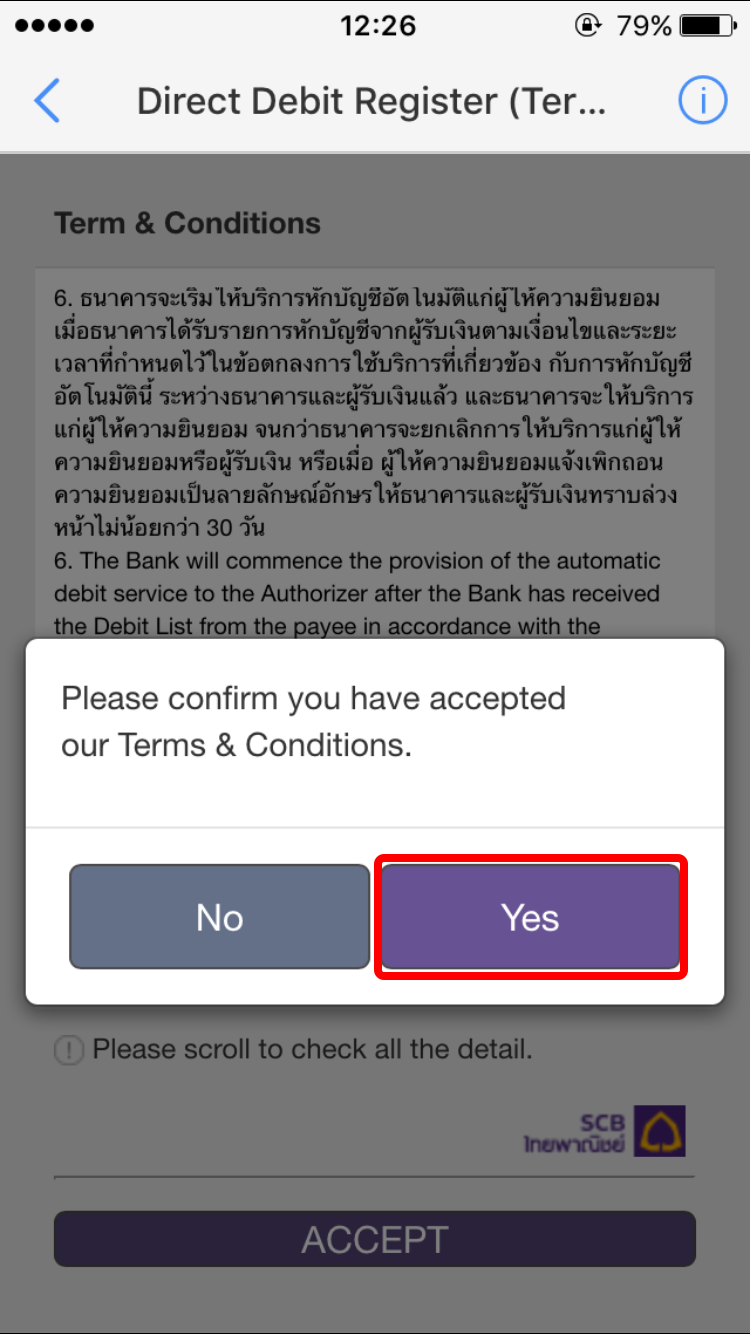 12:26
79%
Direct Debit Register (Ter...
i
Term & Conditions
6. ธนาคารจะเริ่มให้บริการหักบัญชีอัตโนมัติแก่ผู้ให้ความยินยอม
เมื่อธนาคารได้รับรายการหักบัญชีจากผู้รับเงินตามเงื่อนไขและระยะ
เวลาที่กำหนดไว้ในข้อตกลงการใช้บริการที่เกี่ยวข้อง กับการหักบัญชี
อัตโนมัตินี้ ระหว่างธนาคารและผู้รับเงินแล้ว และธนาคารจะให้บริการ
แก่ผู้ให้ความยินยอม จนกว่าธนาคารจะยกเลิกการให้บริการแก่ผู้ให้
ความยินยอมหรือผู้รับเงิน หรือเมื่อ ผู้ให้ความยินยอมแจ้งเพิกถอน
ความยินยอมเป็นลายลักษณ์อักษรให้ธนาคารและผู้รับเงินทราบล่วง
หน้าไม่น้อยกว่า 30 วัน
6. The Bank will commence the provision of the automatic
debit service to the Authorizer after the Bank has received
the Debit List from the payee in accordance with the
Please confirm you have accepted
our Terms & Conditions.
No Yes
! Please scroll to check all the detail.
SCB
ไทยพาณิชย์
ACCEPT